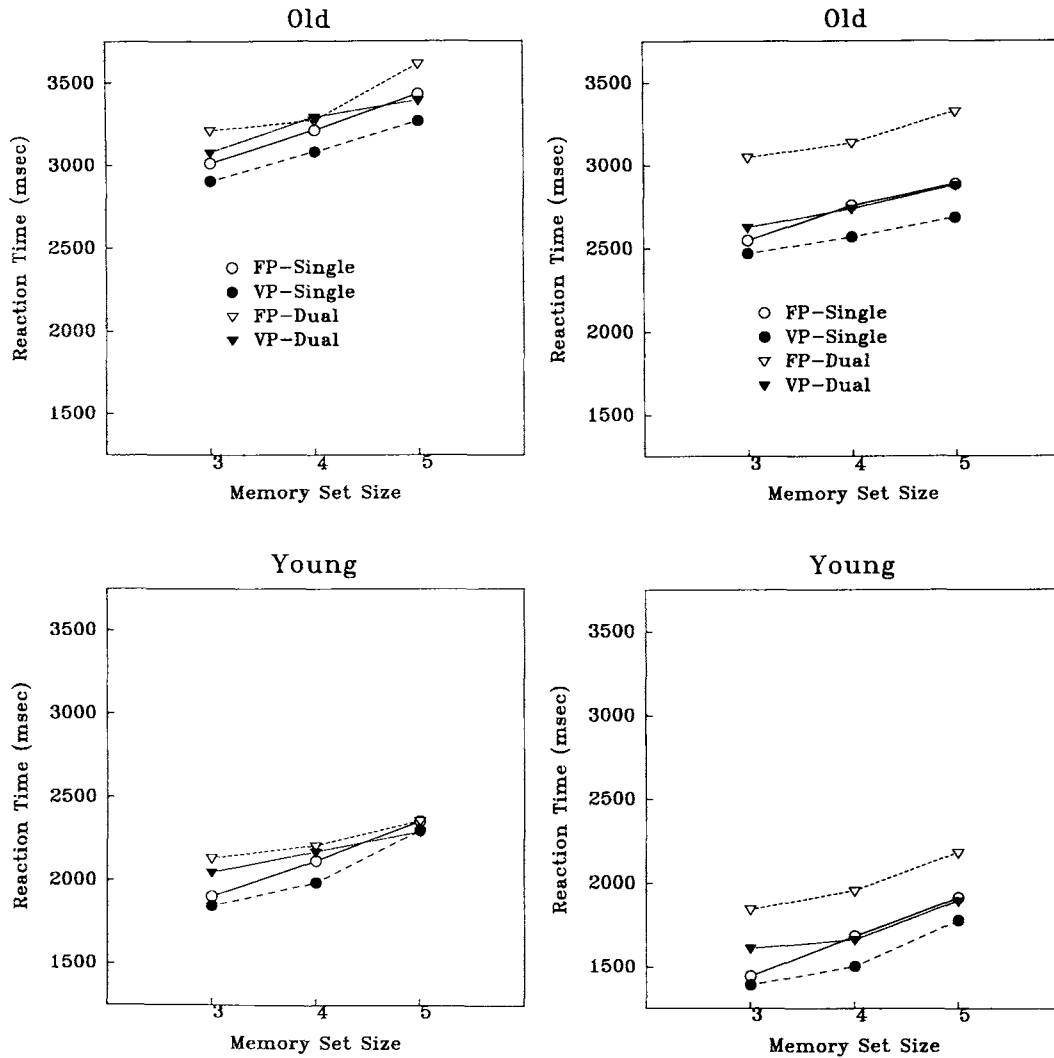 Old
3500
3000
2500
2000
1500
Reaction Time (msec)
FP-Single
VP-Single
FP-Dual
VP-Dual
3 4 5
Memory Set Size
Old
3500
3000
2500
2000
1500
Reaction Time (msec)
FP-Single
VP-Single
FP-Dual
VP-Dual
3 4 5
Memory Set Size
Young
3500
3000
2500
2000
1500
Reaction Time (msec)
3 4 5
Memory Set Size
Young
3500
3000
2500
2000
1500
Reaction Time (msec)
3 4 5
Memory Set Size